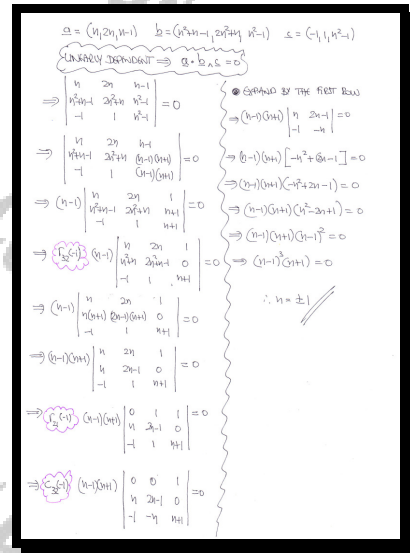 a = (n, 2n, n-1) b = (n²+n-1, 2n²+n, n²-1) c = (-1, 1, n²-1)
LINEARLY DEPENDENT ⇒ a · b ∧ c = 0
⇒ | n 2n n-1 |
| n²+n-1 2n²+n n²-1 | = 0
| -1 1 n²-1 |
⇒ | n 2n n-1 |
| n²+n-1 2n²+n (n-1)(n+1) | = 0
| -1 1 (n-1)(n+1) |
⇒ (n-1) | n 2n 1 |
| n²+n-1 2n²+n n+1 | = 0
| -1 1 n+1 |
⇒ r₃₂(-1) (n-1) | n 2n 1 |
| n²+n 2n²+n-1 0 | = 0
| -1 1 n+1 |
⇒ (n-1) | n 2n 1 |
| n(n+1) (2n-1)(n+1) 0 | = 0
| -1 1 n+1 |
⇒ (n-1)(n+1) | n 2n 1 |
| n 2n-1 0 | = 0
| -1 1 n+1 |
⇒ r₂₁(-1) (n-1)(n+1) | 0 1 1 | = 0
| n 2n-1 0 |
| -1 1 n+1 |
⇒ C₃₂(-1) (n-1)(n+1) | 0 0 1 |
| n 2n-1 0 | = 0
| -1 -n n+1 |
● EXPAND BY THE FIRST ROW
⇒ (n-1)(n+1) | n 2n-1 | = 0
| -1 -n |
⇒ (n-1)(n+1) [-n²+2n-1] = 0
⇒ (n-1)(n+1)(-n²+2n-1) = 0
⇒ (n-1)(n+1)(n²-2n+1) = 0
⇒ (n-1)(n+1)(n-1)² = 0
⇒ (n-1)³(n+1) = 0
∴ n = ±1